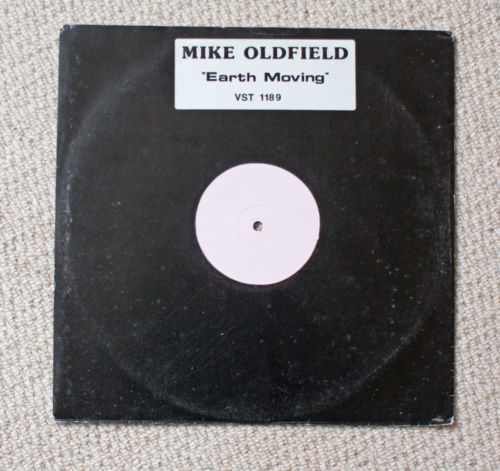 MIKE OLDFIELD
"Earth Moving"
VST 1189